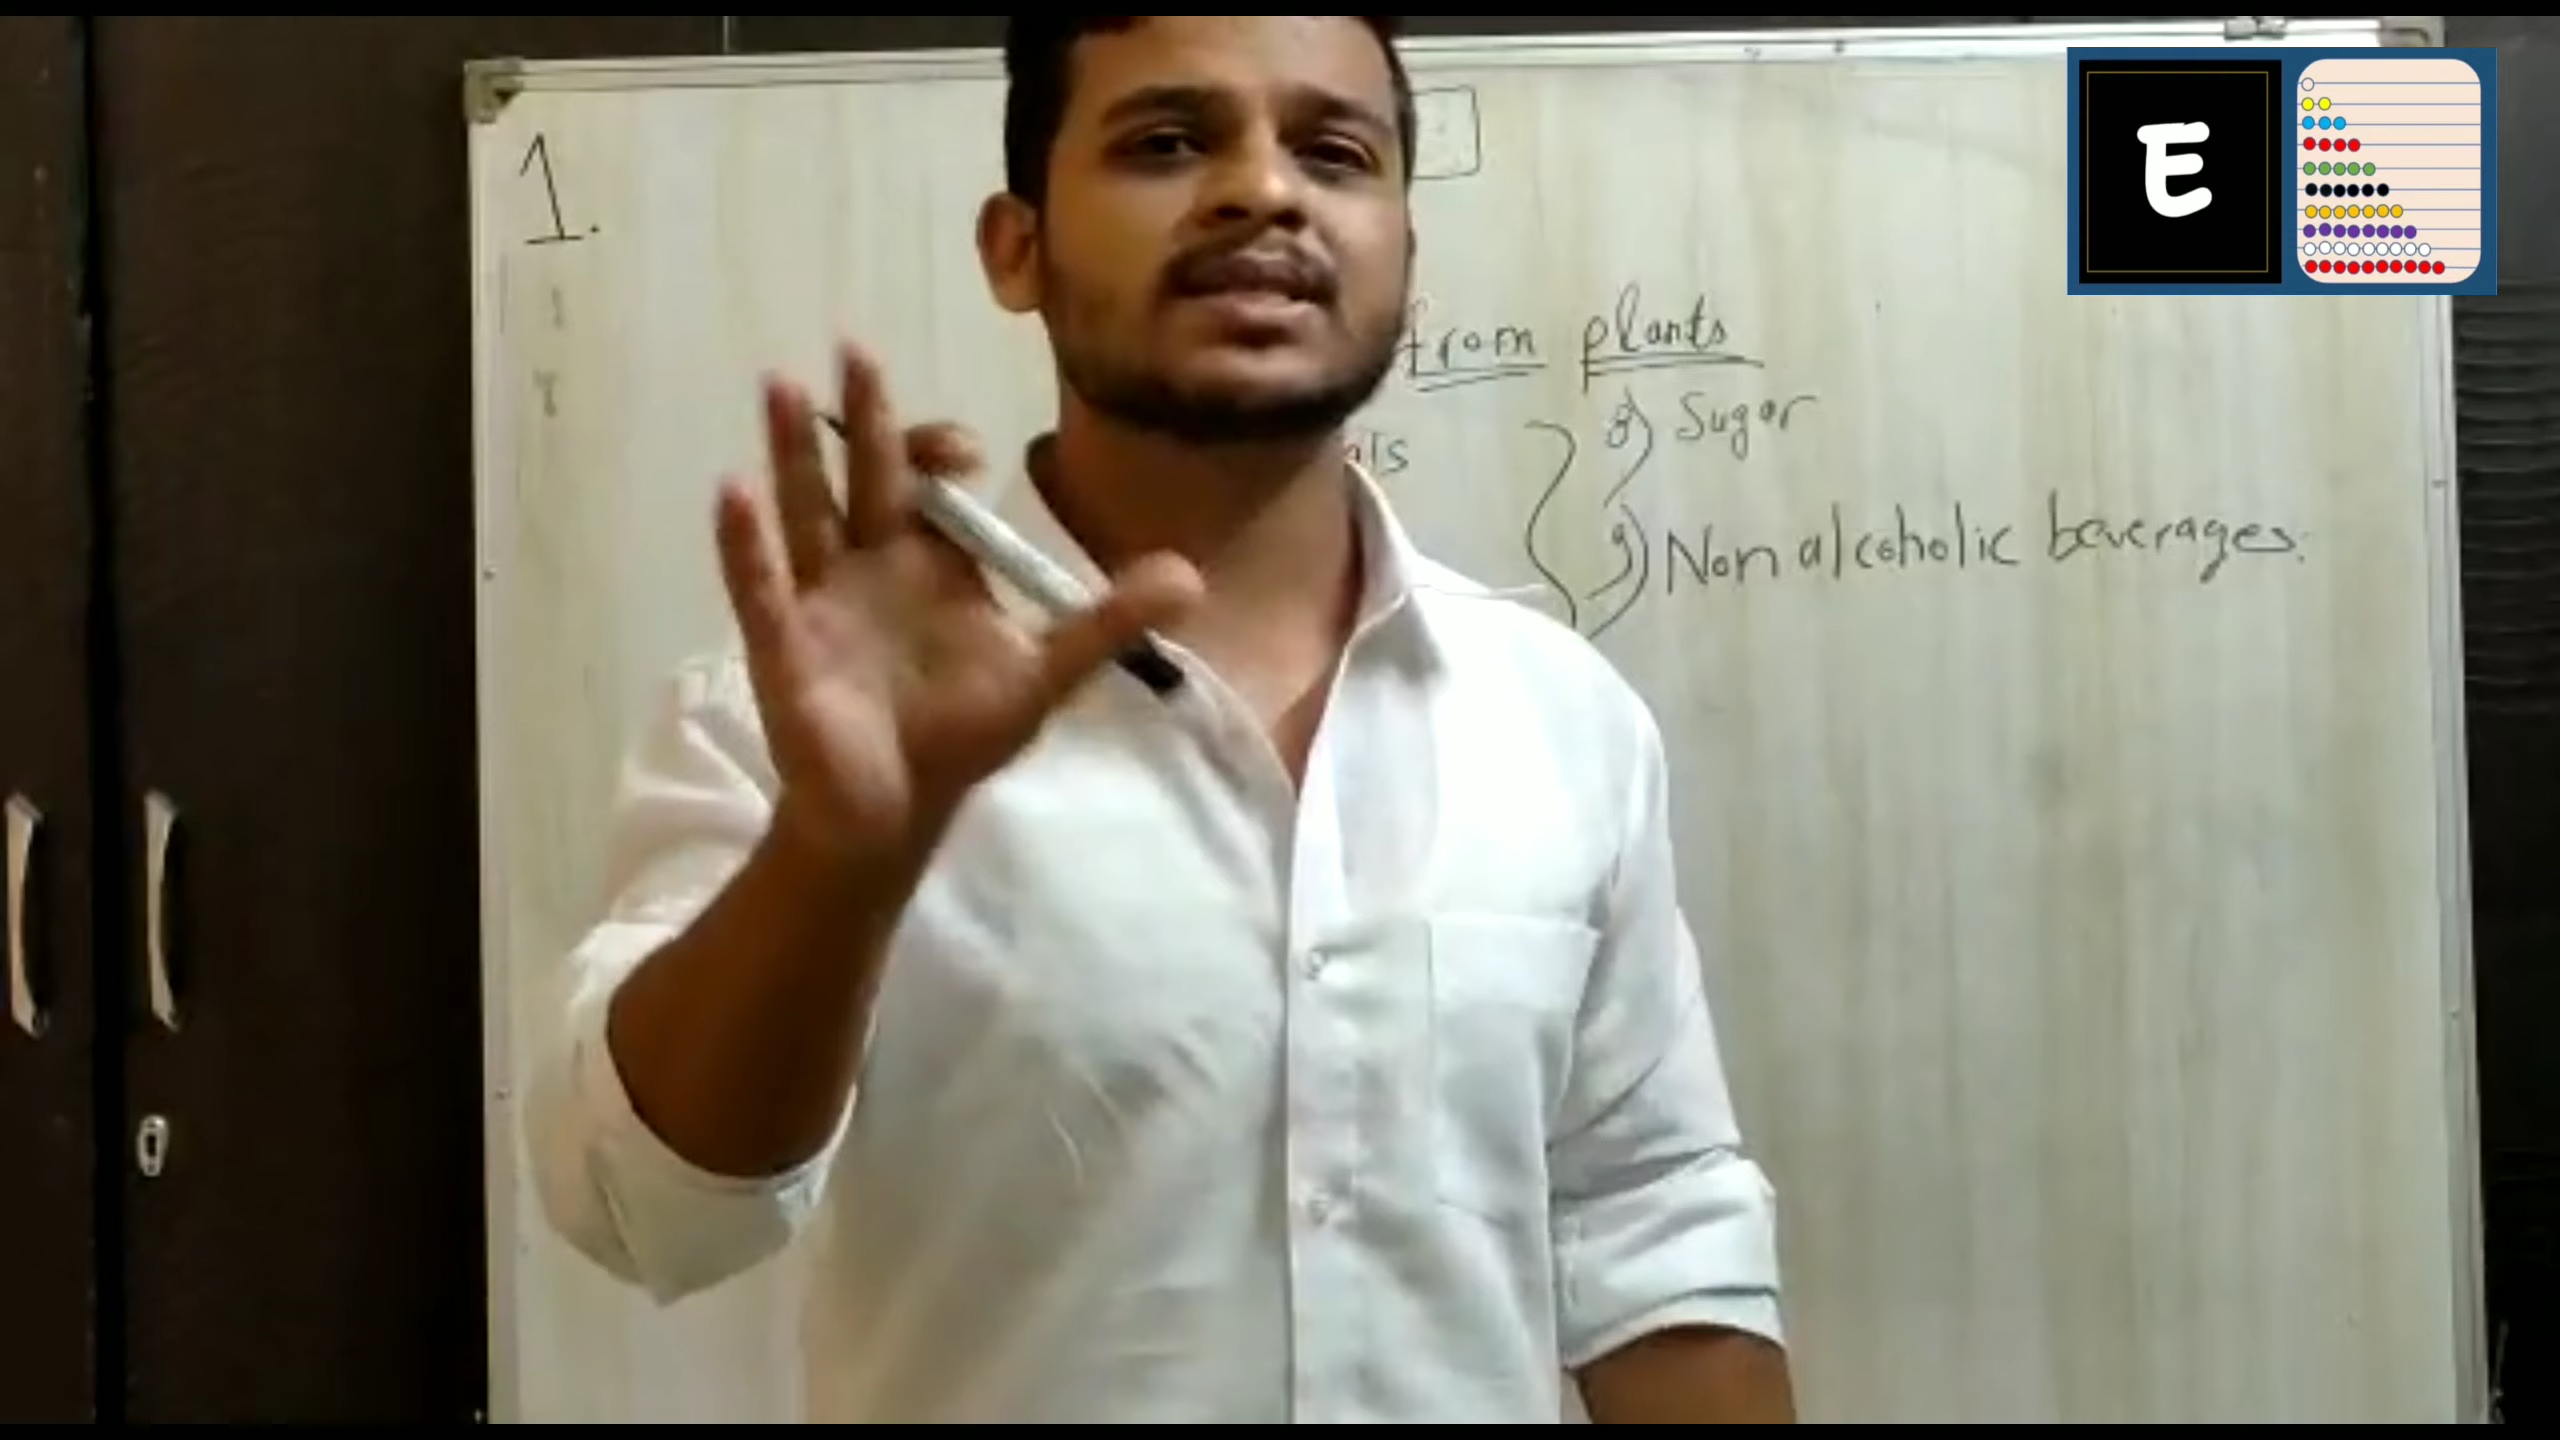 1.
E
from plants
8) Sugar
9) Non alcoholic beverages.